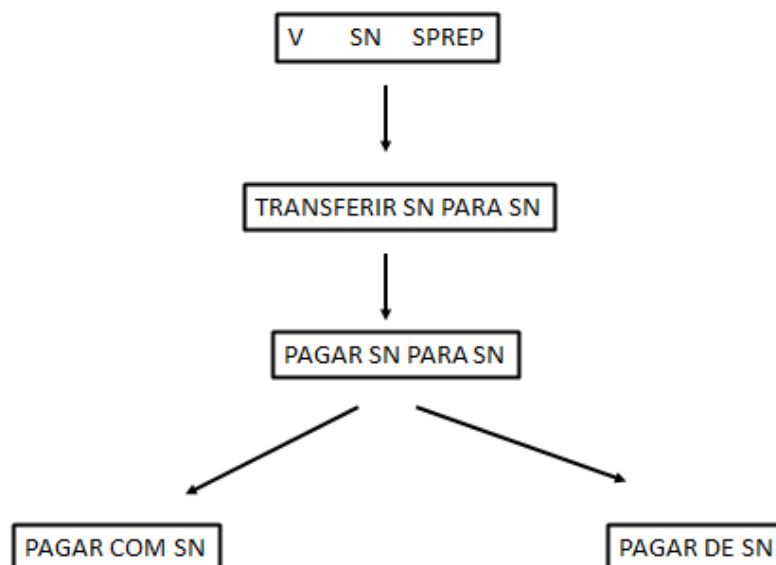 V SN SPREP
TRANSFERIR SN PARA SN
PAGAR SN PARA SN
PAGAR COM SN
PAGAR DE SN